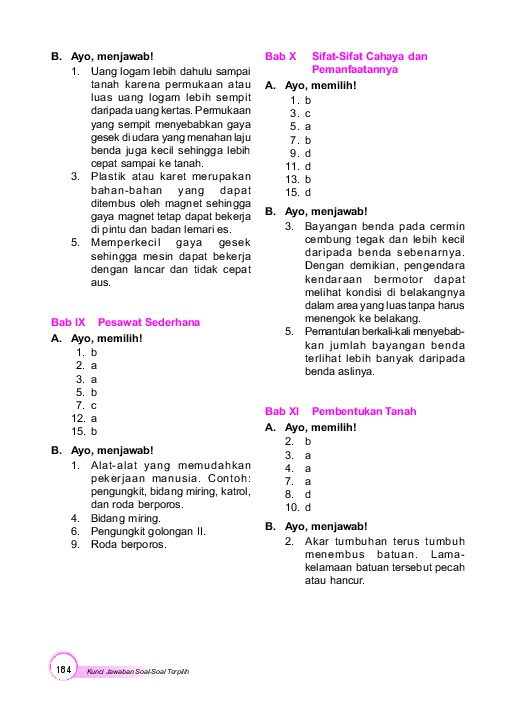 B. Ayo, menjawab!
1. Uang logam lebih dahulu sampai
tanah karena permukaan atau
luas uang logam lebih sempit
daripada uang kertas. Permukaan
yang sempit menyebabkan gaya
gesek di udara yang menahan laju
benda juga kecil sehingga lebih
cepat sampai ke tanah.
3. Plastik atau karet merupakan
bahan-bahan yang dapat
ditembus oleh magnet sehingga
gaya magnet tetap dapat bekerja
di pintu dan badan lemari es.
5. Memperkecil gaya gesek
sehingga mesin dapat bekerja
dengan lancar dan tidak cepat
aus.
Bab IX Pesawat Sederhana
A. Ayo, memilih!
1. b
2. a
3. a
5. b
7. c
12. a
15. b
B. Ayo, menjawab!
1. Alat-alat yang memudahkan
pekerjaan manusia. Contoh:
pengungkit, bidang miring, katrol,
dan roda berporos.
4. Bidang miring.
6. Pengungkit golongan II.
9. Roda berporos.
Bab X Sifat-Sifat Cahaya dan
Pemanfaatannya
A. Ayo, memilih!
1. b
3. c
5. a
7. b
9. d
11. d
13. b
15. d
B. Ayo, menjawab!
3. Bayangan benda pada cermin
cembung tegak dan lebih kecil
daripada benda sebenarnya.
Dengan demikian, pengendara
kendaraan bermotor dapat
melihat kondisi di belakangnya
dalam area yang luas tanpa harus
menengok ke belakang.
5. Pemantulan berkali-kali menyebab-
kan jumlah bayangan benda
terlihat lebih banyak daripada
benda aslinya.
Bab XI Pembentukan Tanah
A. Ayo, memilih!
2. b
3. a
4. a
7. a
8. d
10. d
B. Ayo, menjawab!
2. Akar tumbuhan terus tumbuh
menembus batuan. Lama-
kelamaan batuan tersebut pecah
atau hancur.
184 Kunci Jawaban Soal-Soal Terpilih